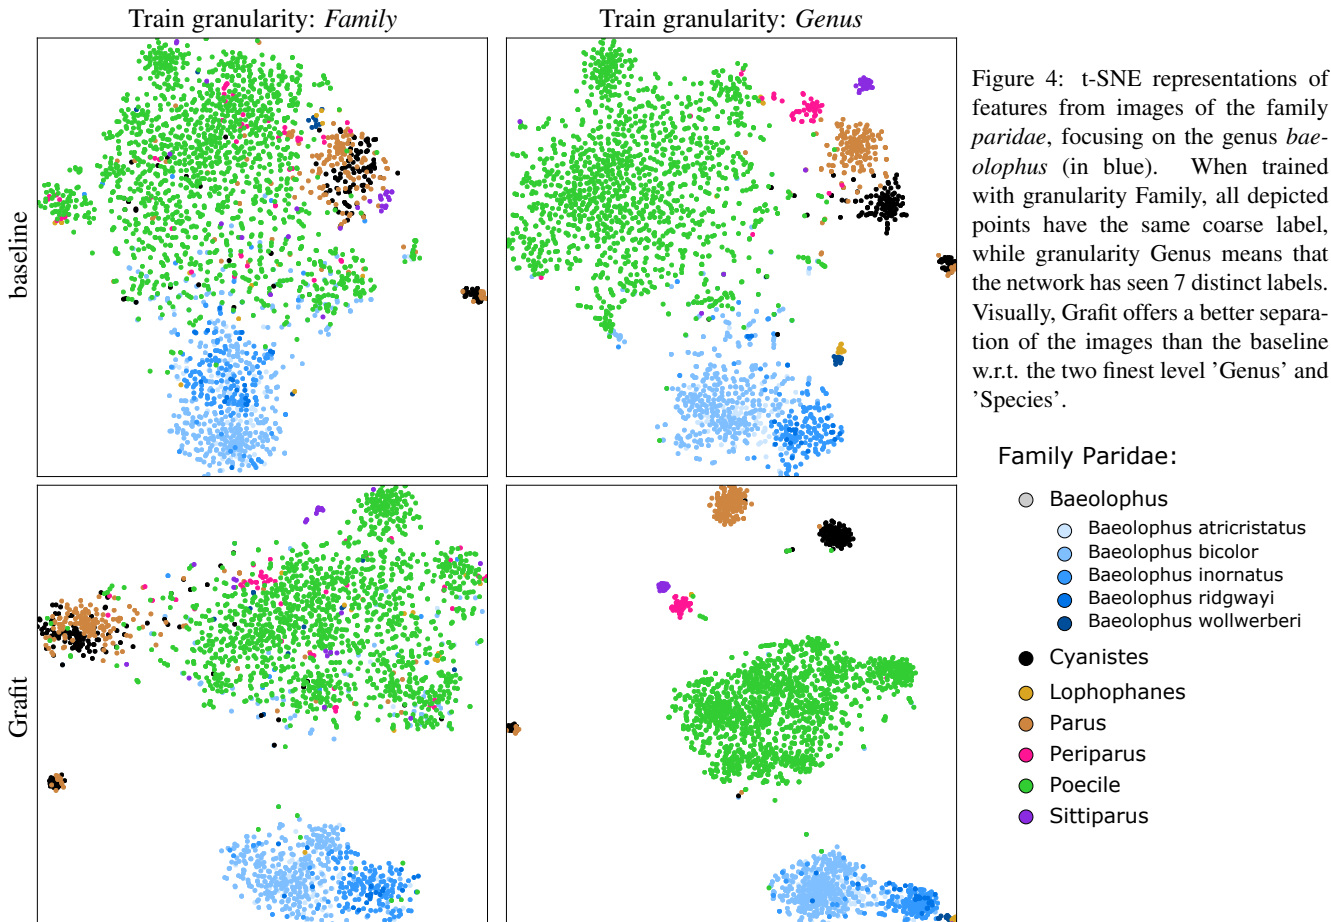 Train granularity: Family
Train granularity: Genus
baseline
Grafit
Figure 4: t-SNE representations of
features from images of the family
paridae, focusing on the genus bae-
olophus (in blue). When trained
with granularity Family, all depicted
points have the same coarse label,
while granularity Genus means that
the network has seen 7 distinct labels.
Visually, Grafit offers a better separa-
tion of the images than the baseline
w.r.t. the two finest level 'Genus' and
'Species'.
Family Paridae:
Baeolophus
Baeolophus atricristatus
Baeolophus bicolor
Baeolophus inornatus
Baeolophus ridgwayi
Baeolophus wollwerberi
Cyanistes
Lophophanes
Parus
Periparus
Poecile
Sittiparus